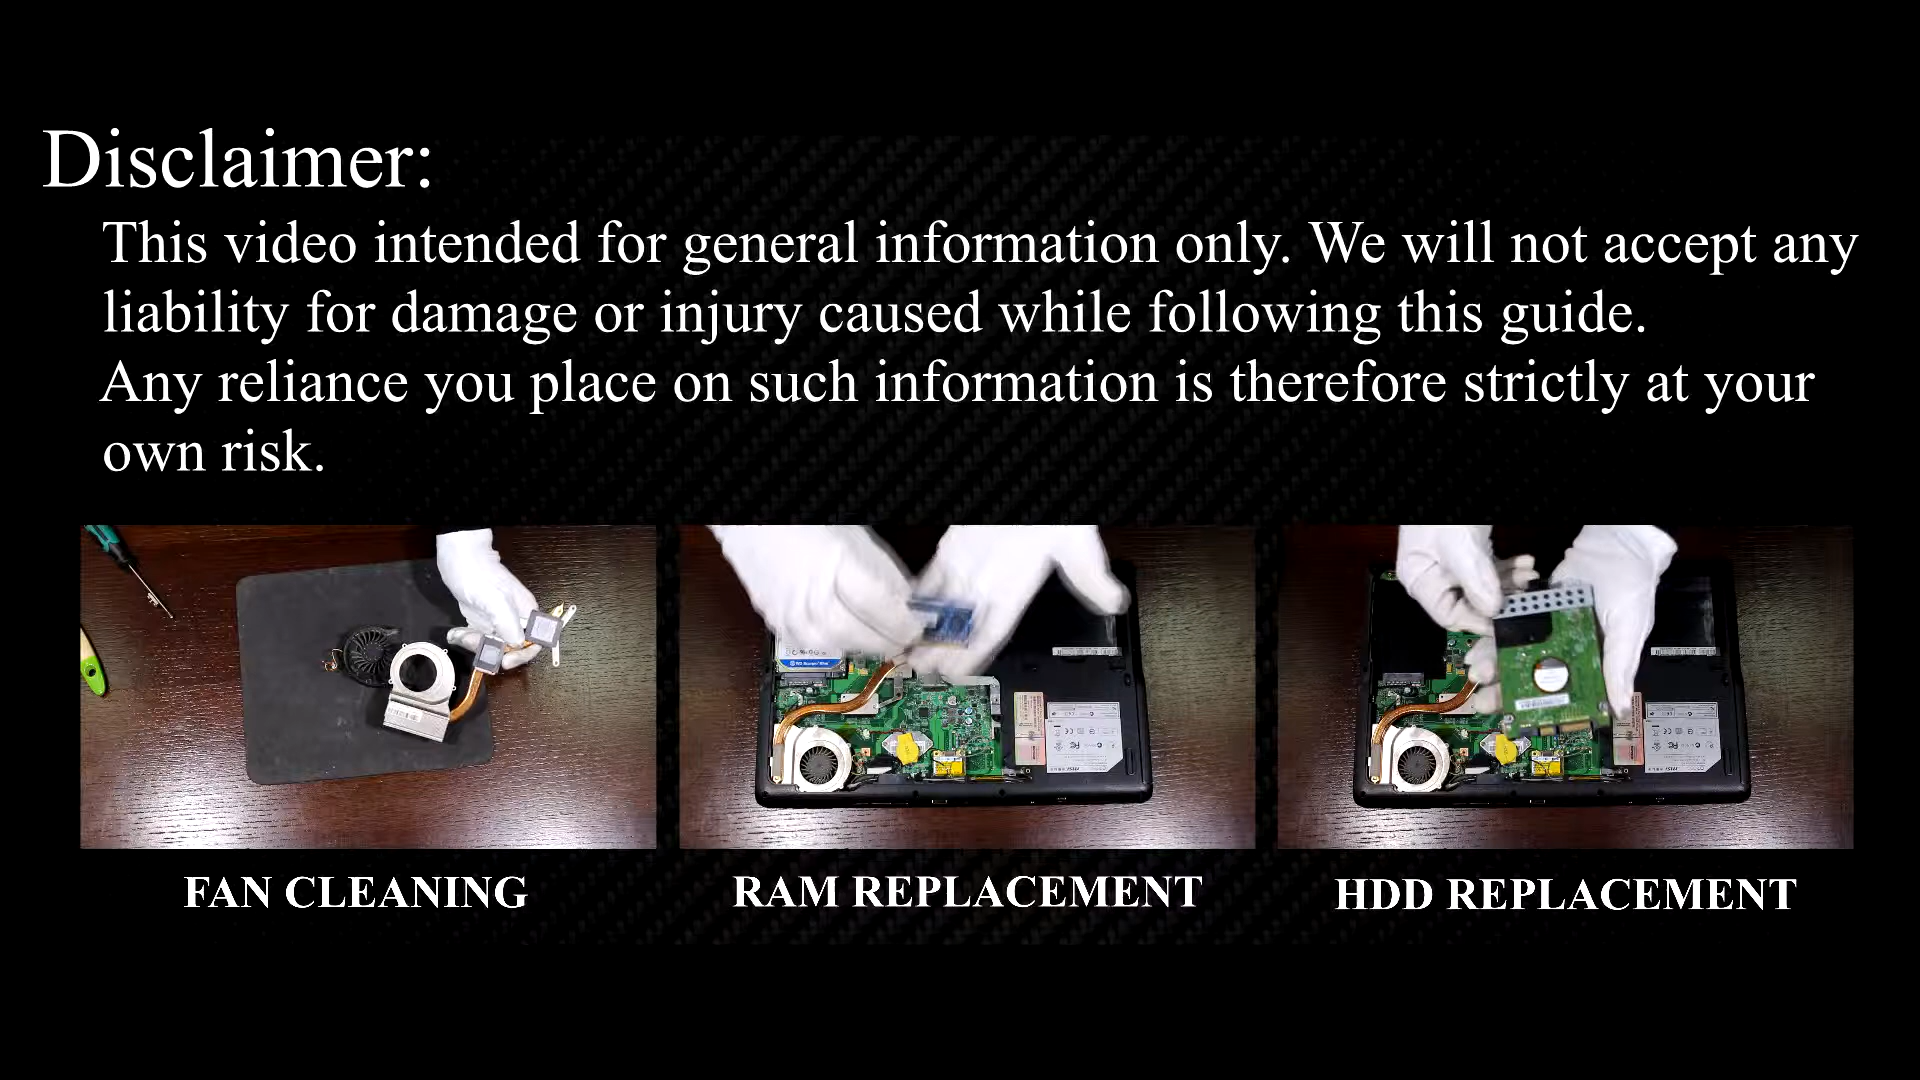 Disclaimer:
This video intended for general information only. We will not accept any
liability for damage or injury caused while following this guide.
Any reliance you place on such information is therefore strictly at your
own risk.
FAN CLEANING
RAM REPLACEMENT
HDD REPLACEMENT